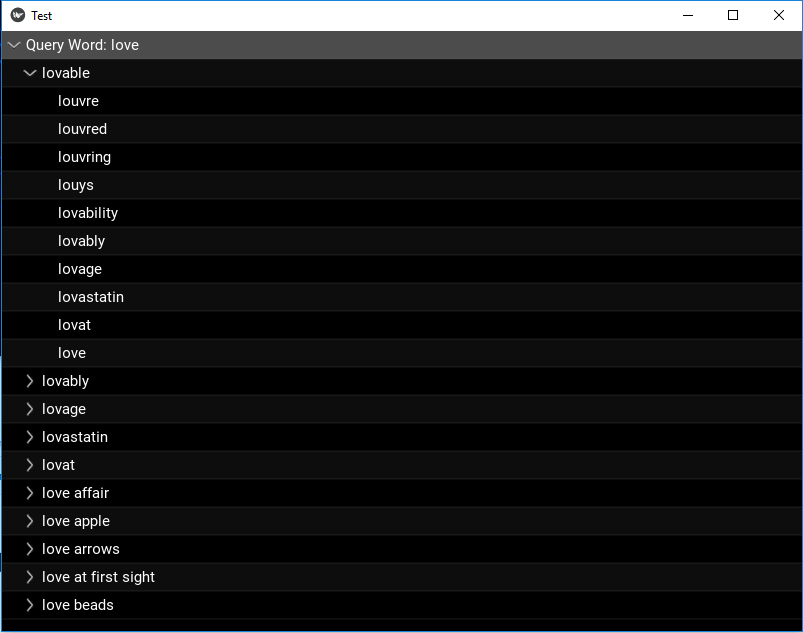 Test
Query Word: love
lovable
louvre
louvred
louvring
louys
lovability
lovably
lovage
lovastatin
lovat
love
lovably
lovage
lovastatin
lovat
love affair
love apple
love arrows
love at first sight
love beads